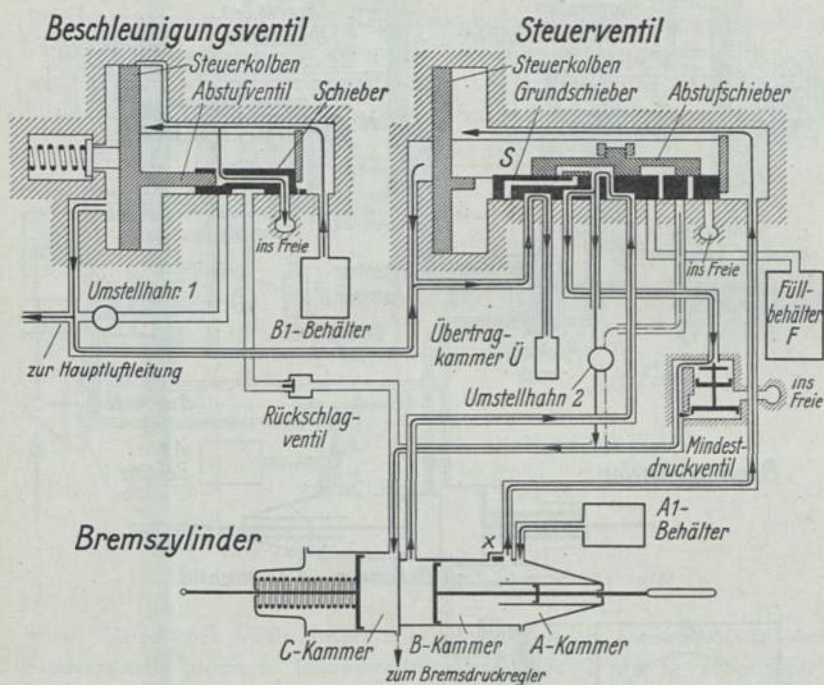 Beschleunigungsventil
Steuerkolben
Abstufventil
Schieber
ins Freie
B1-Behälter
Umstellhahn 1
zur Hauptluftleitung
Rückschlag-
ventil
Steuerventil
Steuerkolben
Grundschieber
Abstufschieber
S
ins Freie
Füll-
behälter
F
Übertrag-
kammer Ü
Umstellhahn 2
ins
Freie
Mindest-
druckventil
A1-
Behälter
Bremszylinder
x
C-Kammer
B-Kammer
A-Kammer
zum Bremsdruckregler